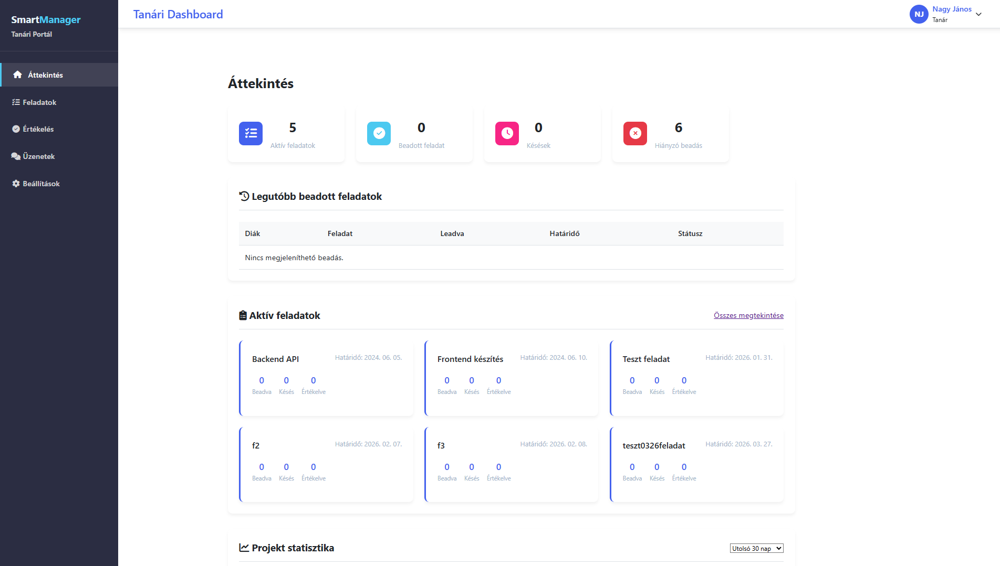 SmartManager
Tanári Portál
Áttekintés
Feladatok
Értékelés
Üzenetek
Beállítások
Tanári Dashboard
NJ
Nagy János
Tanár
Áttekintés
5
Aktív feladatok
0
Beadott feladat
0
Késések
6
Hiányzó beadás
Legutóbb beadott feladatok
Diák Feladat Leadva Határidő Státusz
Nincs megjeleníthető beadás.
Aktív feladatok
Összes megtekintése
Backend API
Határidő: 2024. 06. 05.
0 0 0
Beadva Késés Értékelve
Frontend készítés
Határidő: 2024. 06. 10.
0 0 0
Beadva Késés Értékelve
Teszt feladat
Határidő: 2026. 01. 31.
0 0 0
Beadva Késés Értékelve
f2
Határidő: 2026. 02. 07.
0 0 0
Beadva Késés Értékelve
f3
Határidő: 2026. 02. 08.
0 0 0
Beadva Késés Értékelve
teszt0326feladat
Határidő: 2026. 03. 27.
0 0 0
Beadva Késés Értékelve
Projekt statisztika
Utolsó 30 nap